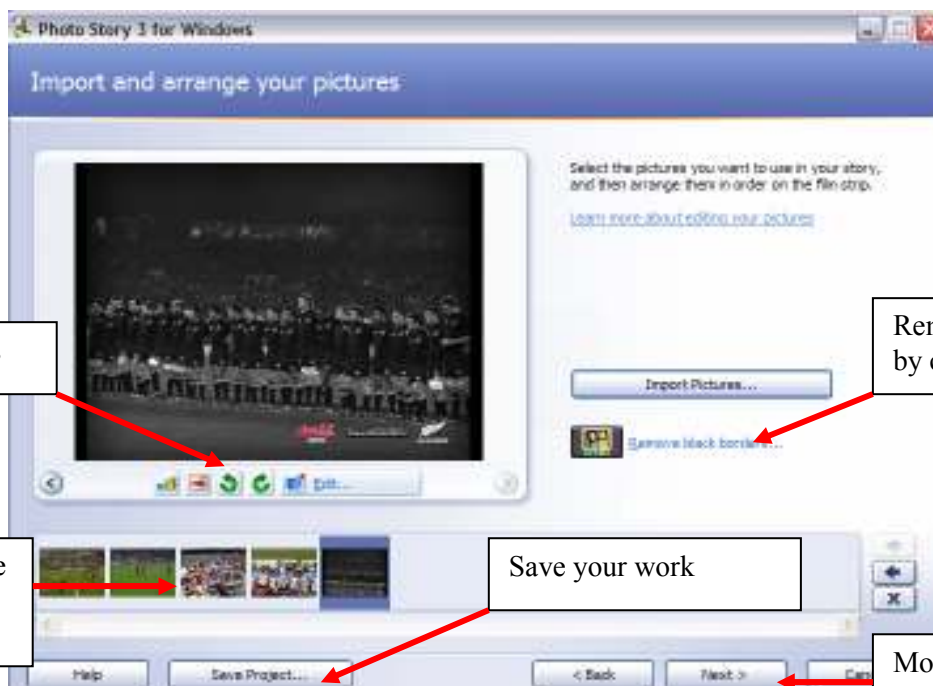 Photo Story 3 for Windows
Import and arrange your pictures
Select the pictures you want to use in your story,
and then arrange them in order on the film strip.
Learn more about editing your pictures
Import Pictures...
Remove black borders...
Edit...
Save your work
Help
Save Project...
< Back
Next >